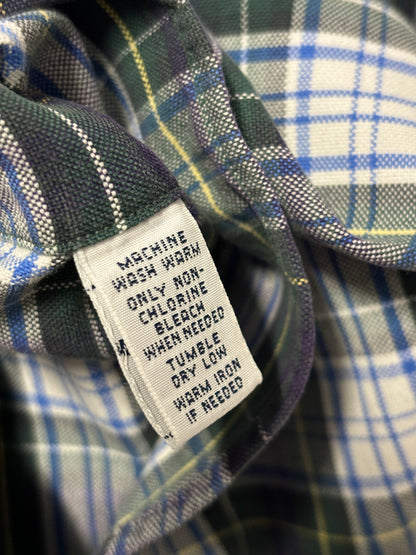 MACHINE
WASH WARM
ONLY NON-
CHLORINE
BLEACH
WHEN NEEDED
TUMBLE
DRY LOW
WARM IRON
IF NEEDED